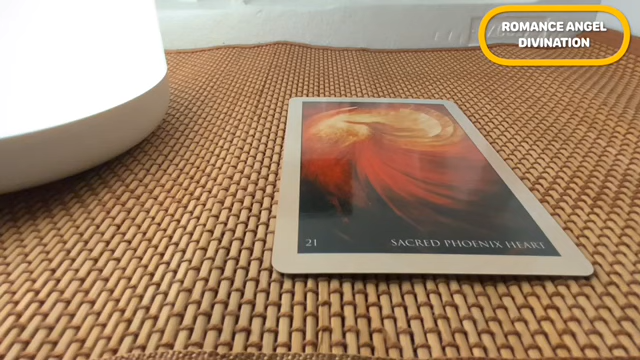 ROMANCE ANGEL
DIVINATION
21
SACRED PHOENIX HEART